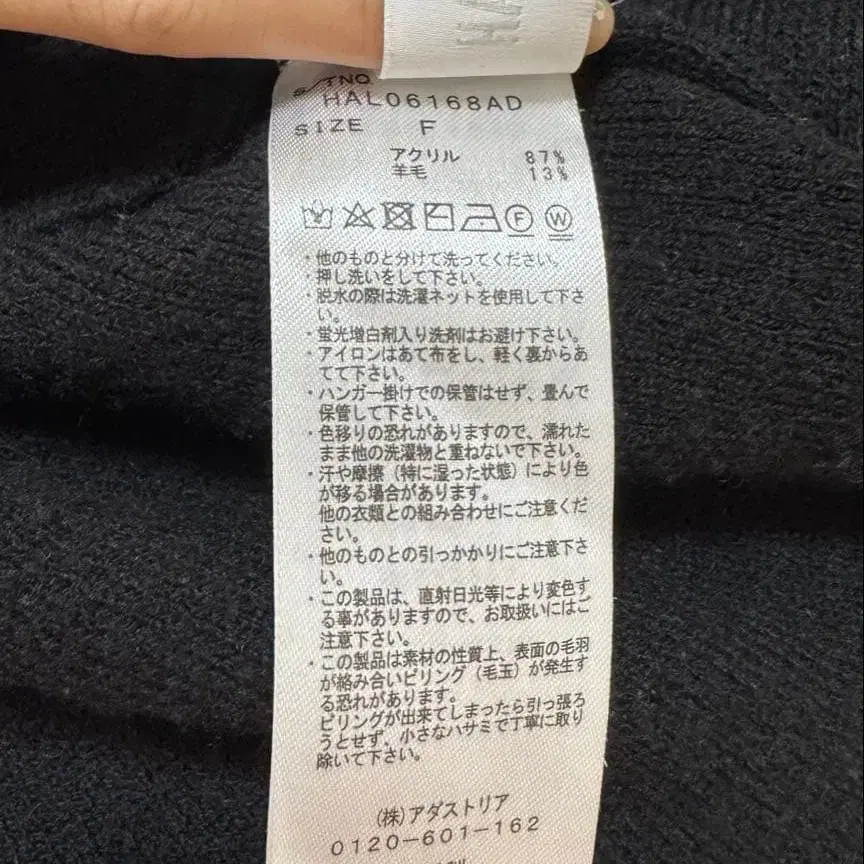 HA
S/TNO.
HAL06168AD
SIZE F
アクリル 87%
羊毛 13%
F W
・他のものと分けて洗ってください。
・押し洗いをして下さい。
・脱水の際は洗濯ネットを使用して下さ
い。
・蛍光増白剤入り洗剤はお避け下さい。
・アイロンはあて布をし、軽く裏からあ
てて下さい。
・ハンガー掛けでの保管はせず、畳んで
保管して下さい。
・色移りの恐れがありますので、濡れた
まま他の洗濯物と重ねないで下さい。
・汗や摩擦（特に湿った状態）により色
が移る場合があります。
他の衣類との組み合わせにご注意くだ
さい。
・他のものとの引っかかりにご注意下さ
い。
・この製品は、直射日光等により変色す
る事がありますので、お取扱いにはご
注意下さい。
・この製品は素材の性質上、表面の毛羽
が絡み合いピリング（毛玉）が発生す
る恐れがあります。
ピリングが出来てしまったら引っ張ろ
うとせず、小さなハサミで丁寧に取り
除いて下さい。
(株)アダストリア
0120-601-162